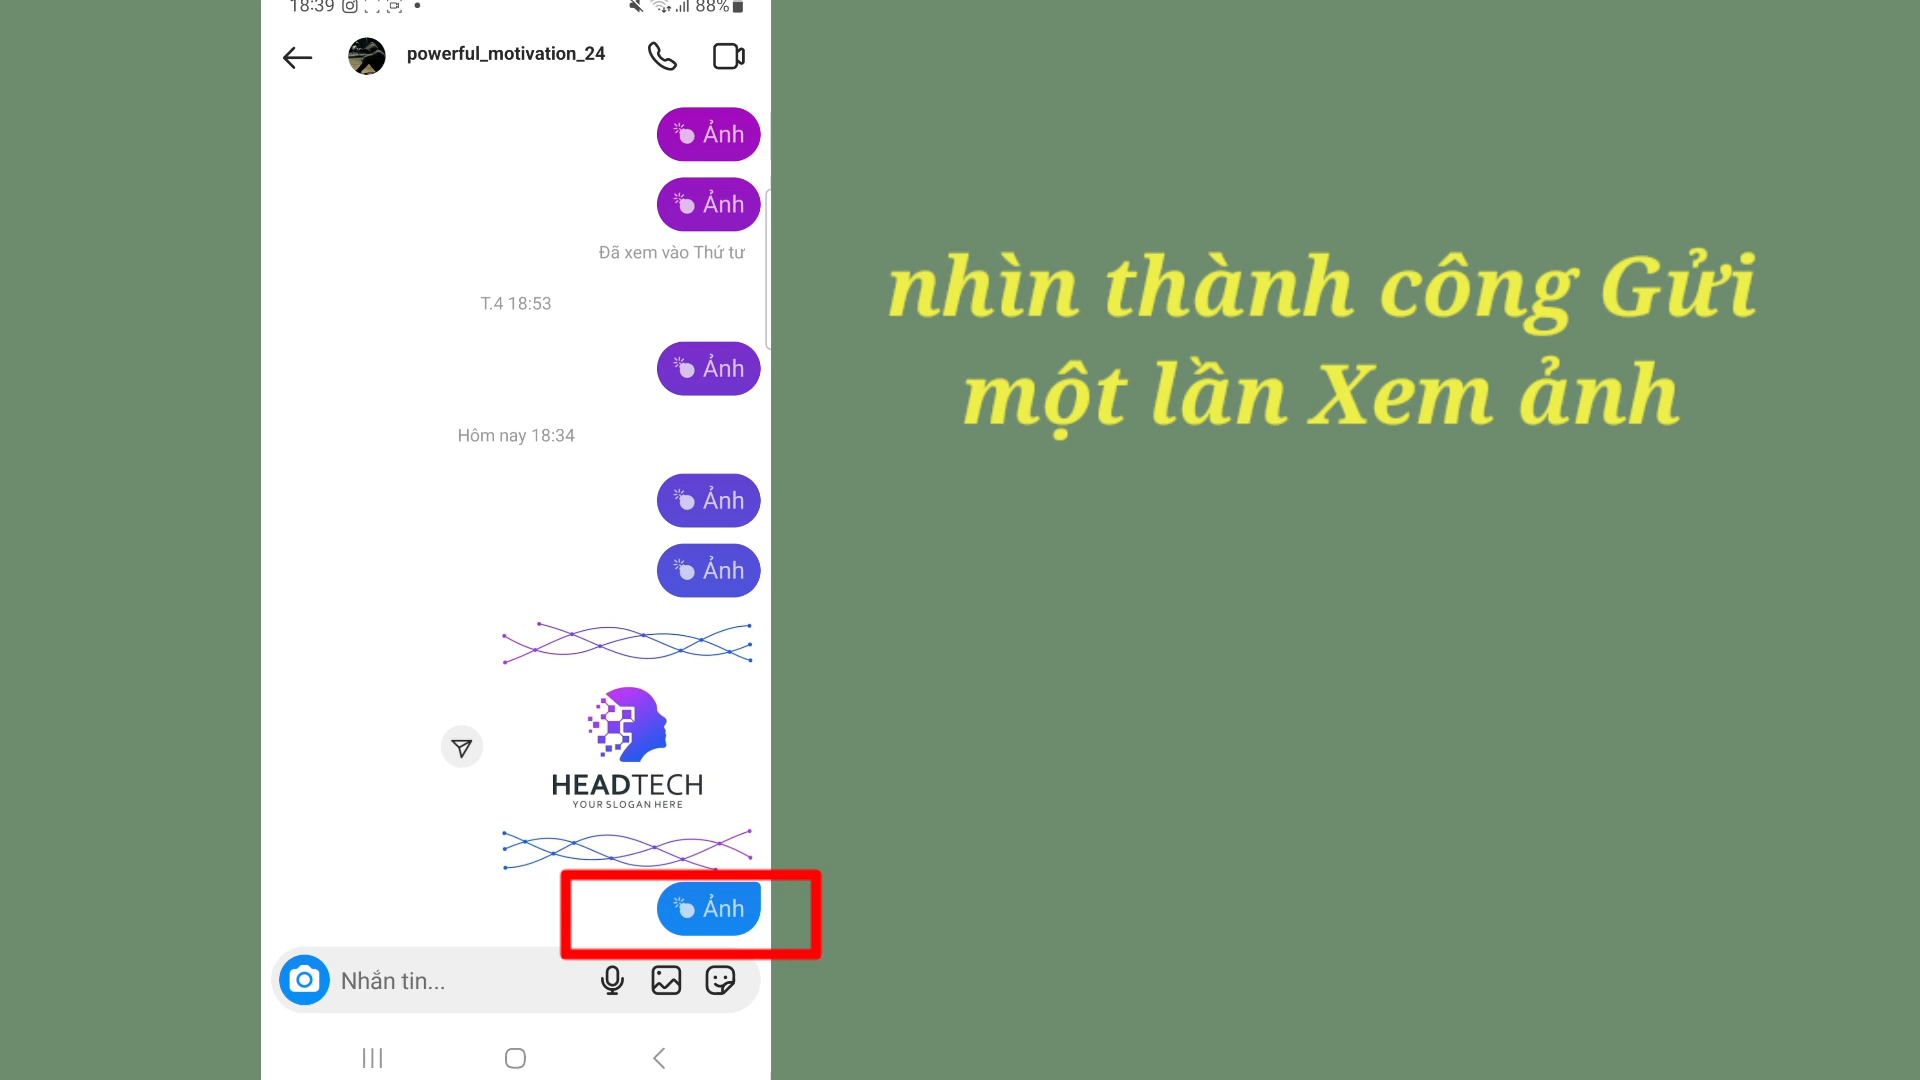 18:39 88%
powerful_motivation_24
Ảnh
Ảnh
Đã xem vào Thứ tư
T.4 18:53
Ảnh
Hôm nay 18:34
Ảnh
Ảnh
HEADTECH
YOUR SLOGAN HERE
Ảnh
Nhắn tin...
nhìn thành công Gửi
một lần Xem ảnh